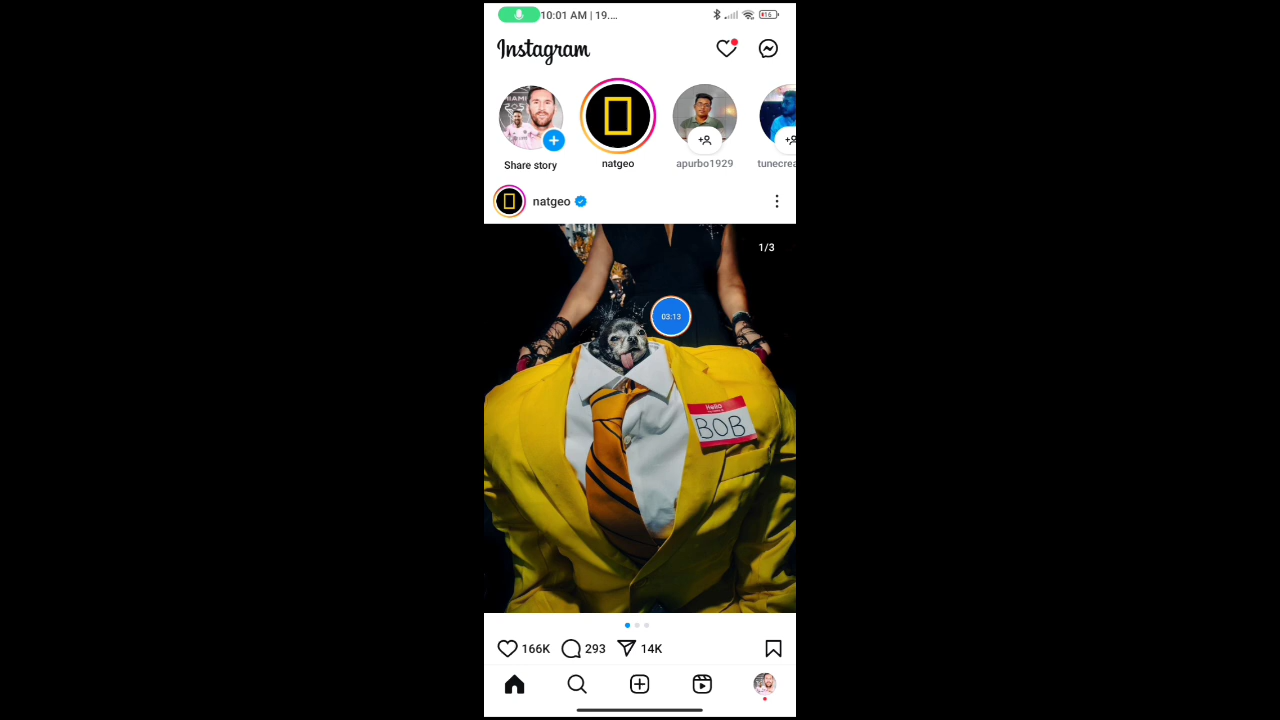 10:01 AM | 19.... 16
Instagram
Share story natgeo apurbo1929 tunecrea
natgeo
1/3
03:13
Hello
BOB
166K 293 14K